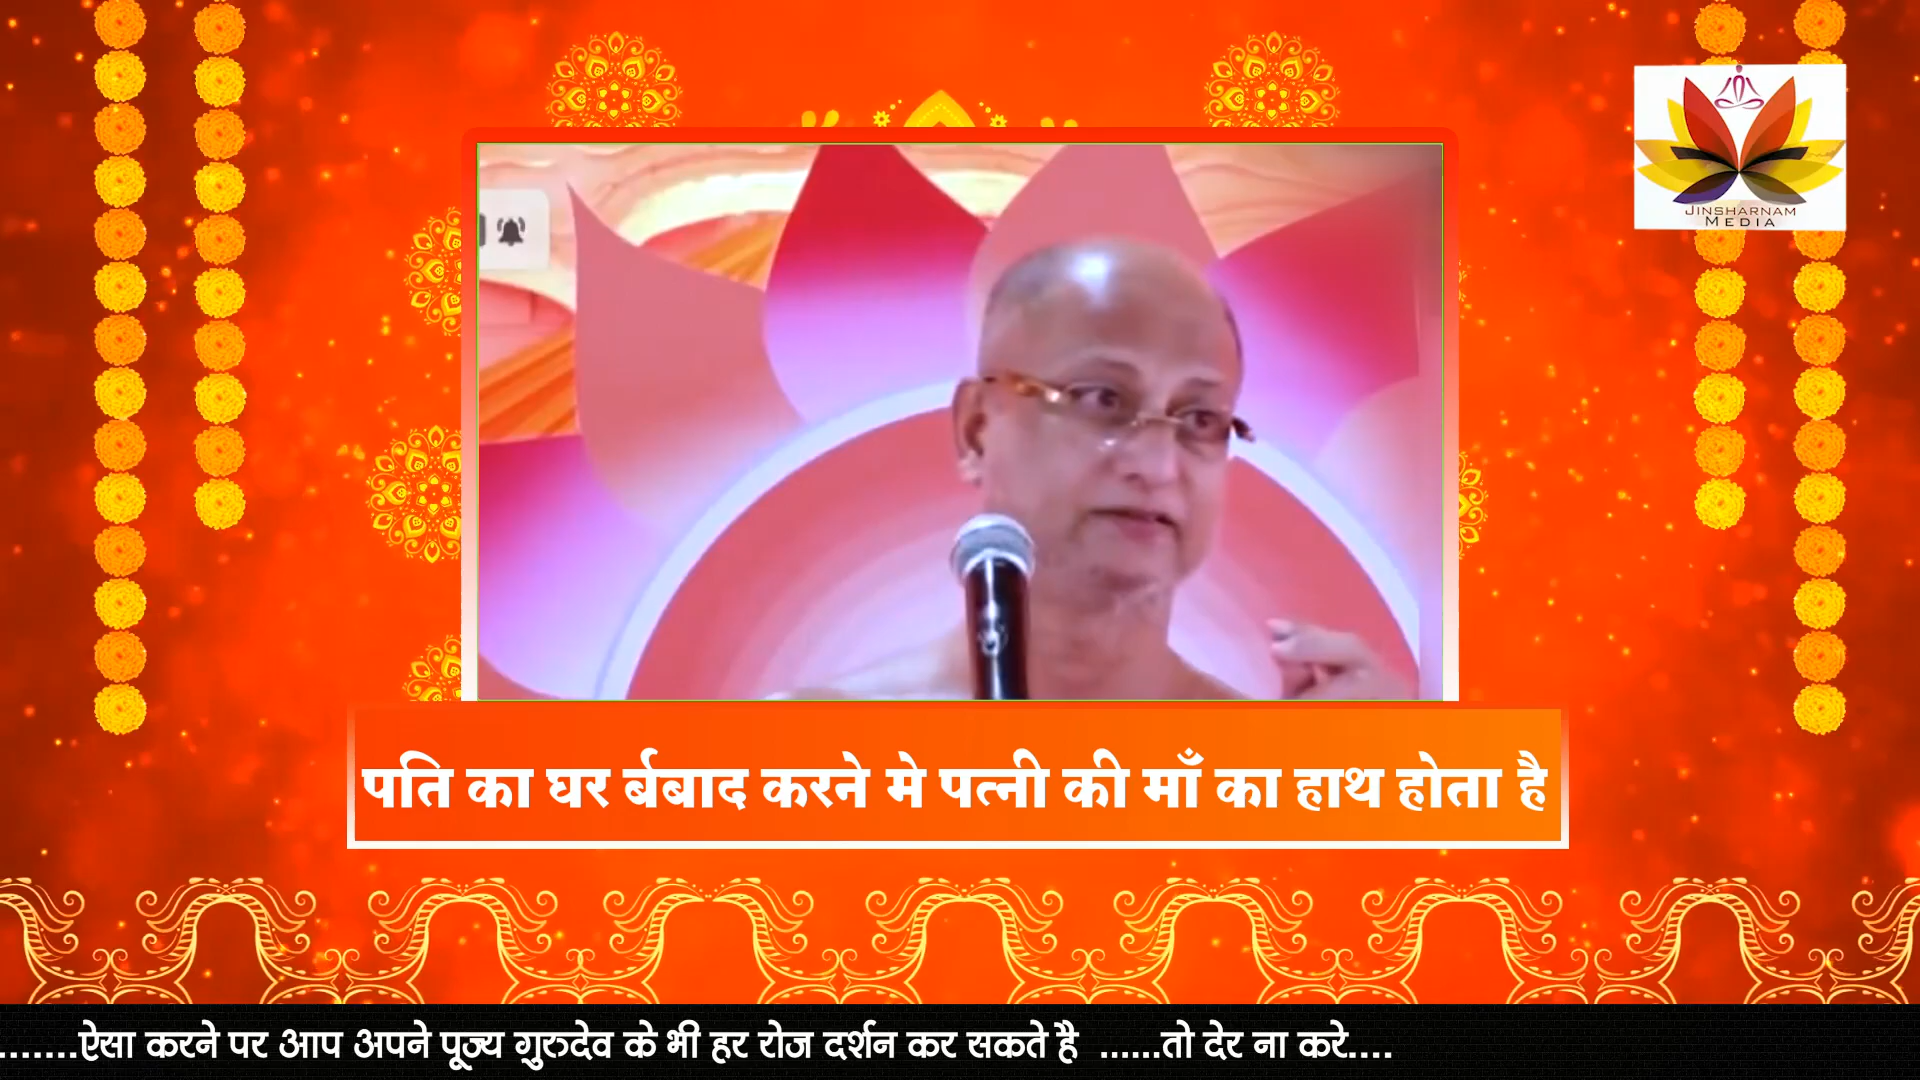 JINSHARNAM
MEDIA
पति का घर र्बबाद करने मे पत्नी की माँ का हाथ होता है
.......ऐसा करने पर आप अपने पूज्य गुरुदेव के भी हर रोज दर्शन कर सकते है ......तो देर ना करे....